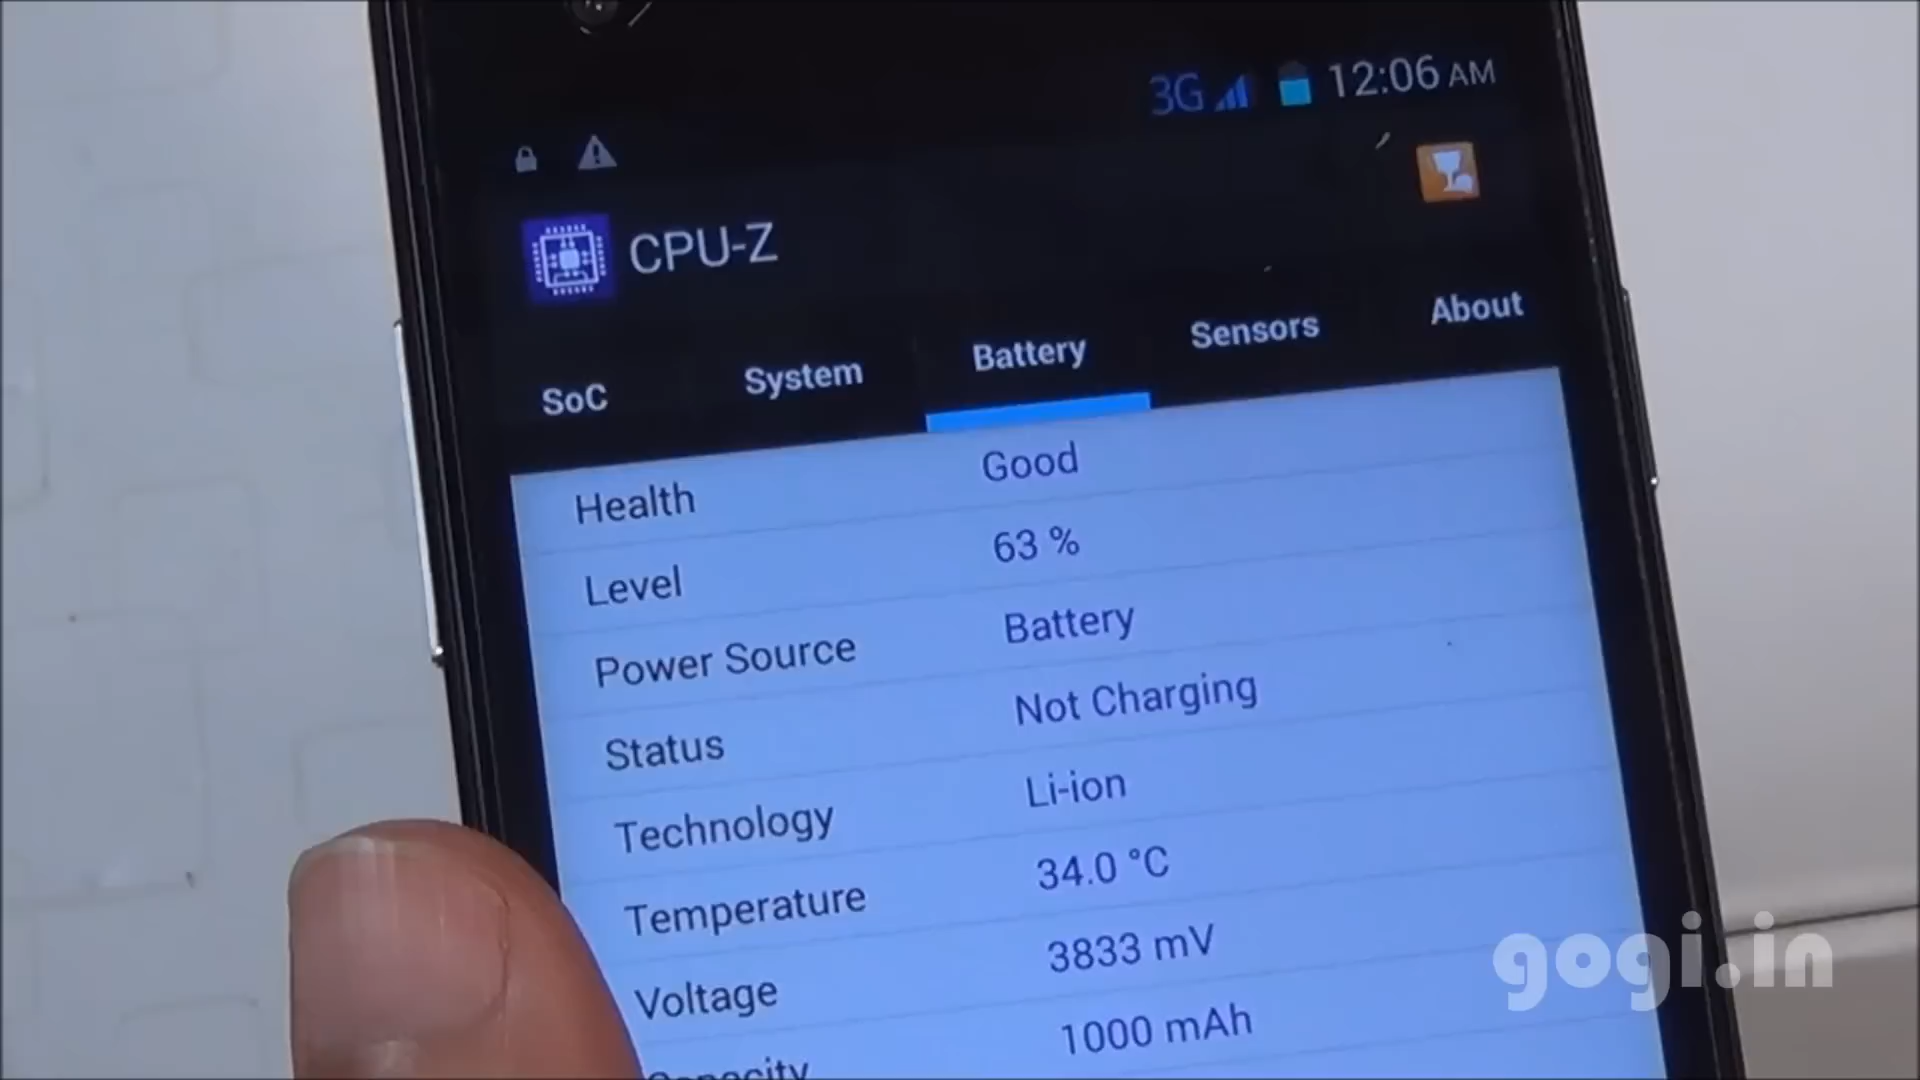 3G 12:06 AM
CPU-Z
SoC System Battery Sensors About
Health Good
Level 63 %
Power Source Battery
Status Not Charging
Technology Li-ion
Temperature 34.0 °C
Voltage 3833 mV
Capacity 1000 mAh
gogi.in